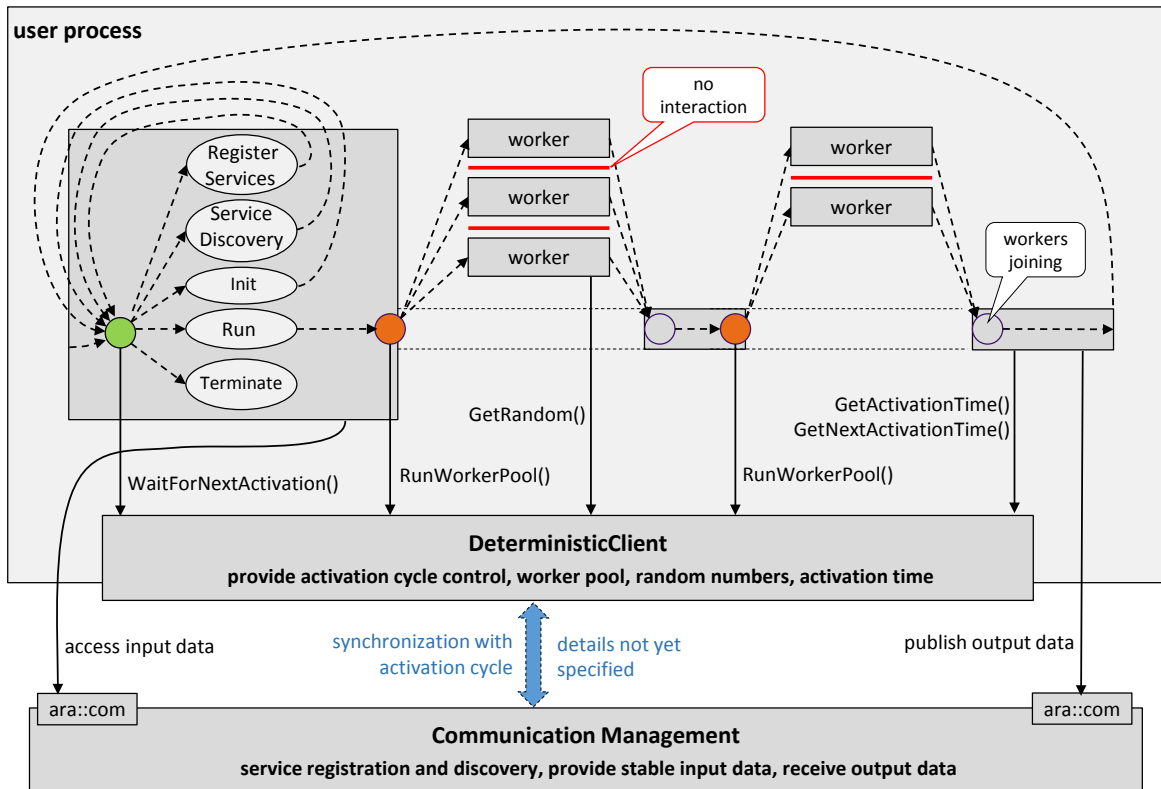 user process
no
interaction
worker
worker
Register
Services
worker
worker
Service
Discovery
worker
workers
joining
Init
Run
Terminate
GetRandom()
GetActivationTime()
GetNextActivationTime()
WaitForNextActivation()
RunWorkerPool()
RunWorkerPool()
DeterministicClient
provide activation cycle control, worker pool, random numbers, activation time
access input data
synchronization with
activation cycle
details not yet
specified
publish output data
ara::com
ara::com
Communication Management
service registration and discovery, provide stable input data, receive output data